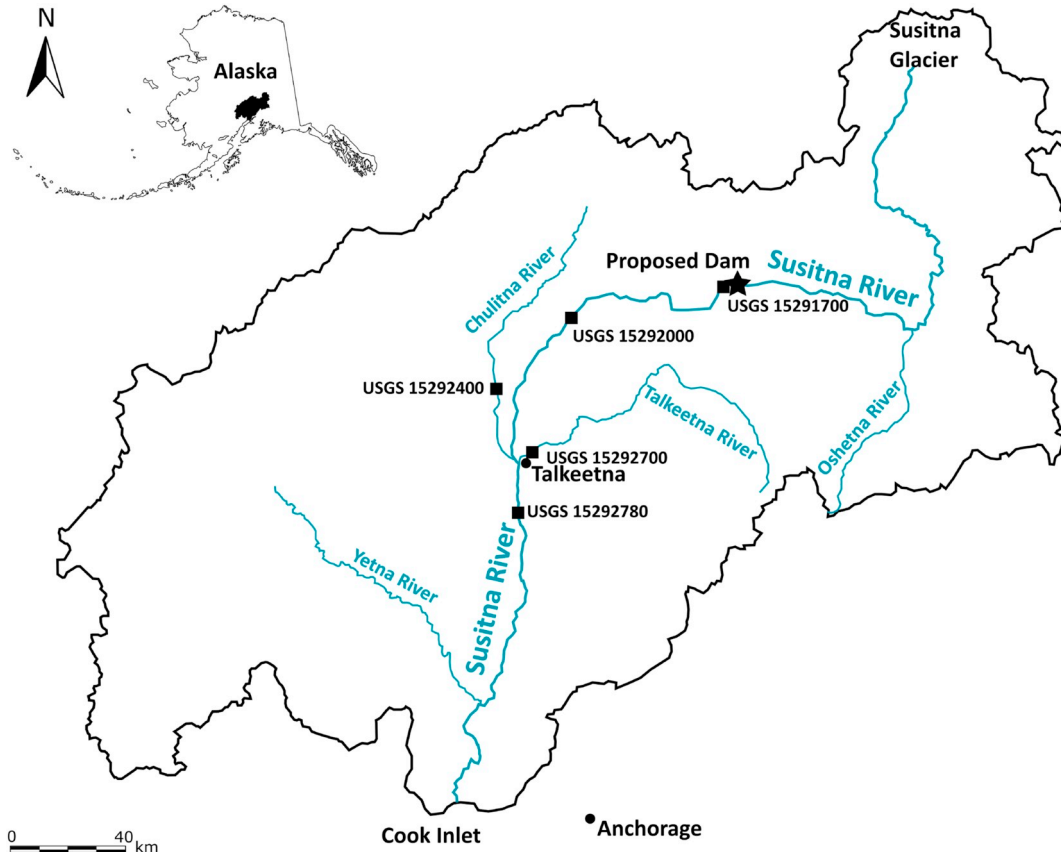 N
Alaska
Susitna
Glacier
Proposed Dam
Susitna River
USGS 15291700
Chulitna River
USGS 15292000
USGS 15292400
Talkeetna River
Oshetna River
USGS 15292700
Talkeetna
USGS 15292780
Yetna River
Susitna River
Cook Inlet
Anchorage
0 40
km